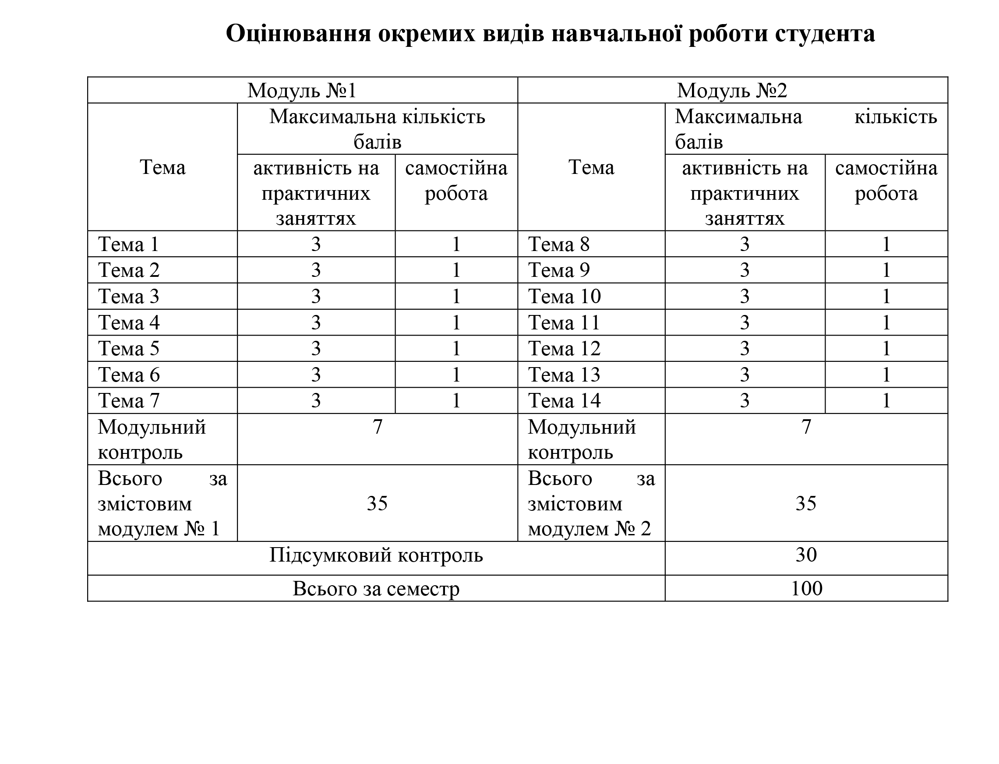 Оцінювання окремих видів навчальної роботи студента
Модуль №1 Модуль №2
Тема Максимальна кількість балів Тема Максимальна кількість балів
активність на практичних заняттях самостійна робота активність на практичних заняттях самостійна робота
Тема 1 3 1 Тема 8 3 1
Тема 2 3 1 Тема 9 3 1
Тема 3 3 1 Тема 10 3 1
Тема 4 3 1 Тема 11 3 1
Тема 5 3 1 Тема 12 3 1
Тема 6 3 1 Тема 13 3 1
Тема 7 3 1 Тема 14 3 1
Модульний контроль 7 Модульний контроль 7
Всього за змістовим модулем № 1 35 Всього за змістовим модулем № 2 35
Підсумковий контроль 30
Всього за семестр 100